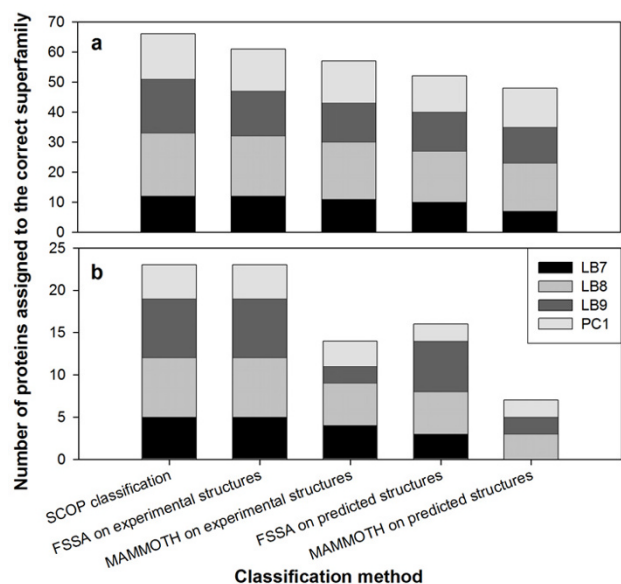 Number of proteins assigned to the correct superfamily
a
70
60
50
40
30
20
10
0
b
25
20
15
10
5
0
LB7
LB8
LB9
PC1
SCOP classification
FSSA on experimental structures
MAMMOTH on experimental structures
FSSA on predicted structures
MAMMOTH on predicted structures
Classification method